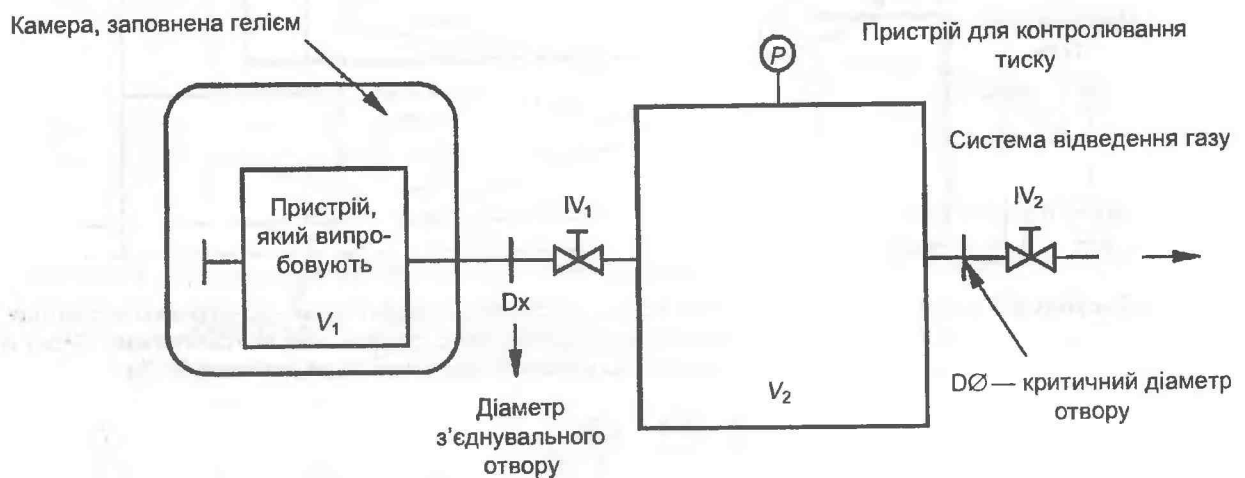 Камера, заповнена гелієм
P
Пристрій для контролювання
тиску
Система відведення газу
Пристрій,
який випро-
бовують
V₁
IV₁
Dx
Діаметр
з’єднувального
отвору
V₂
IV₂
DØ — критичний діаметр
отвору